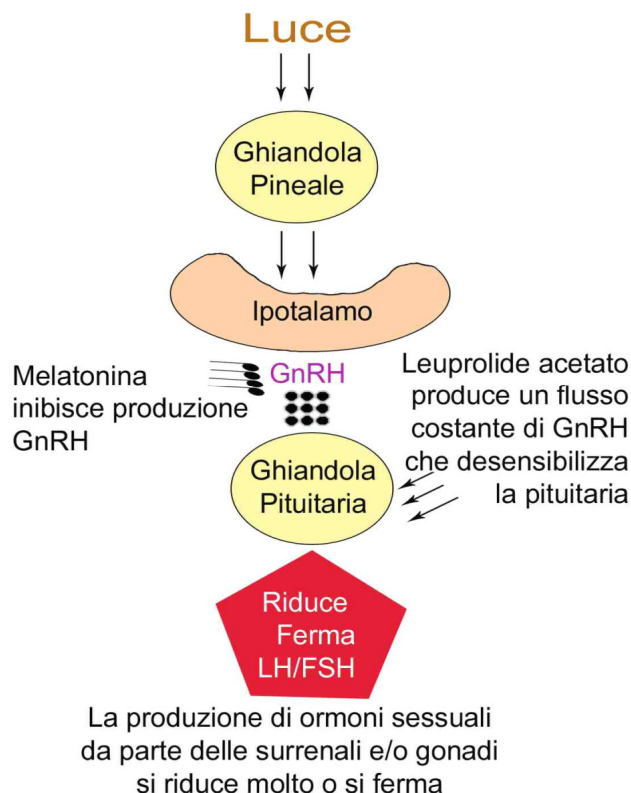 Luce
Ghiandola
Pineale
Ipotalamo
Melatonina
inibisce produzione
GnRH
GnRH
Leuprolide acetato
produce un flusso
costante di GnRH
che desensibilizza
la pituitaria
Ghiandola
Pituitaria
Riduce
Ferma
LH/FSH
La produzione di ormoni sessuali
da parte delle surrenali e/o gonadi
si riduce molto o si ferma